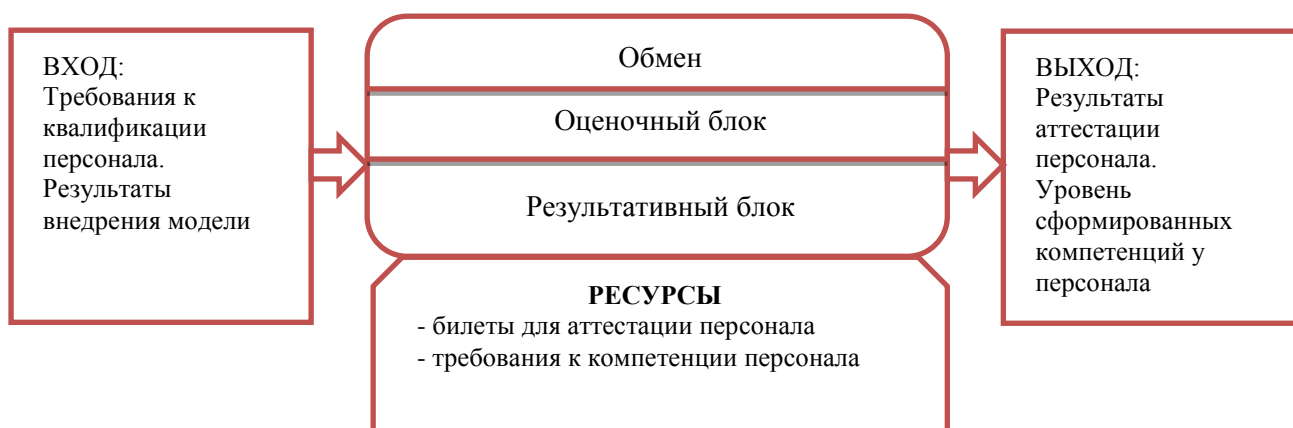 ВХОД:
Требования к
квалификации
персонала.
Результаты
внедрения модели
Обмен
Оценочный блок
Результативный блок
РЕСУРСЫ
- билеты для аттестации персонала
- требования к компетенции персонала
ВЫХОД:
Результаты
аттестации
персонала.
Уровень
сформированных
компетенций у
персонала